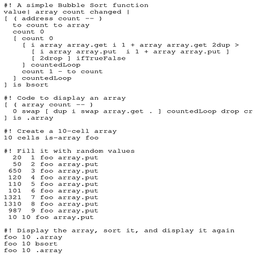 #! A simple Bubble Sort function
value| array count changed |
[ ( address count -- )
to count to array
count 0
[ count 0
[ i array array.get i 1 + array array.get 2dup >
[ i array array.put i 1 + array array.put ]
[ 2drop ] ifTrueFalse
] countedLoop
count 1 - to count
] countedLoop
] is bsort
#! Code to display an array
[ ( array count -- )
0 swap [ dup i swap array.get . ] countedLoop drop cr
] is .array
#! Create a 10-cell array
10 cells is-array foo
#! Fill it with random values
20 1 foo array.put
50 2 foo array.put
650 3 foo array.put
120 4 foo array.put
110 5 foo array.put
101 6 foo array.put
1321 7 foo array.put
1310 8 foo array.put
987 9 foo array.put
10 10 foo array.put
#! Display the array, sort it, and display it again
foo 10 .array
foo 10 bsort
foo 10 .array